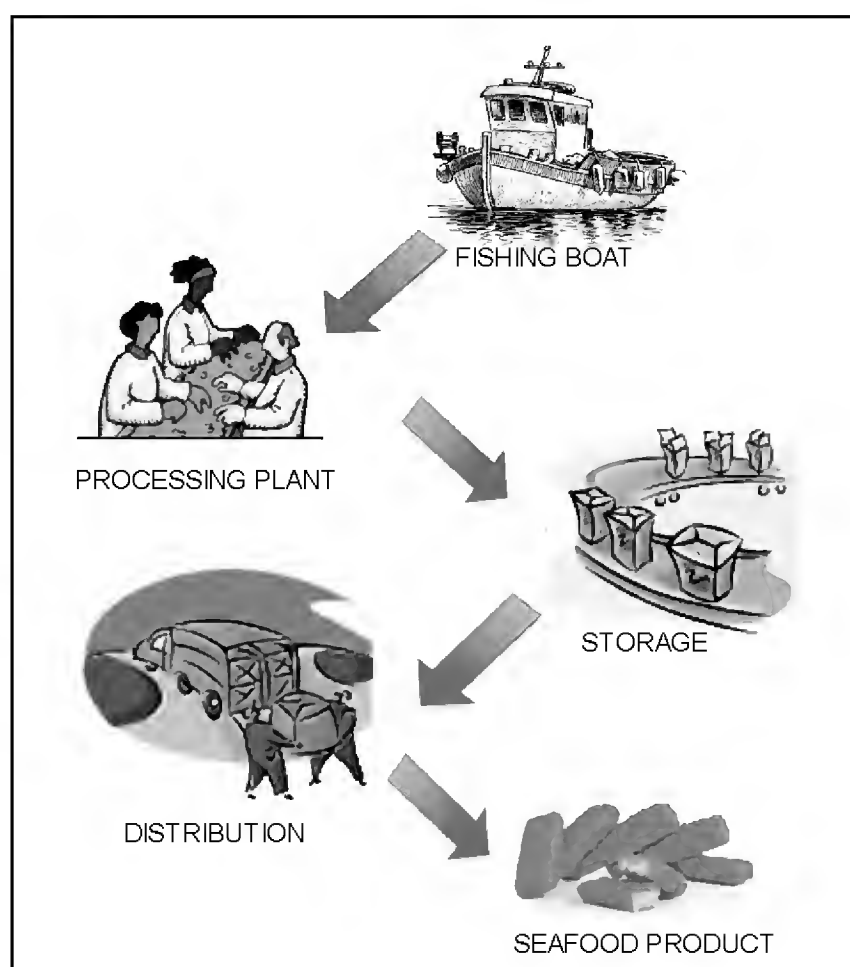 FISHING BOAT
PROCESSING PLANT
STORAGE
DISTRIBUTION
SEAFOOD PRODUCT